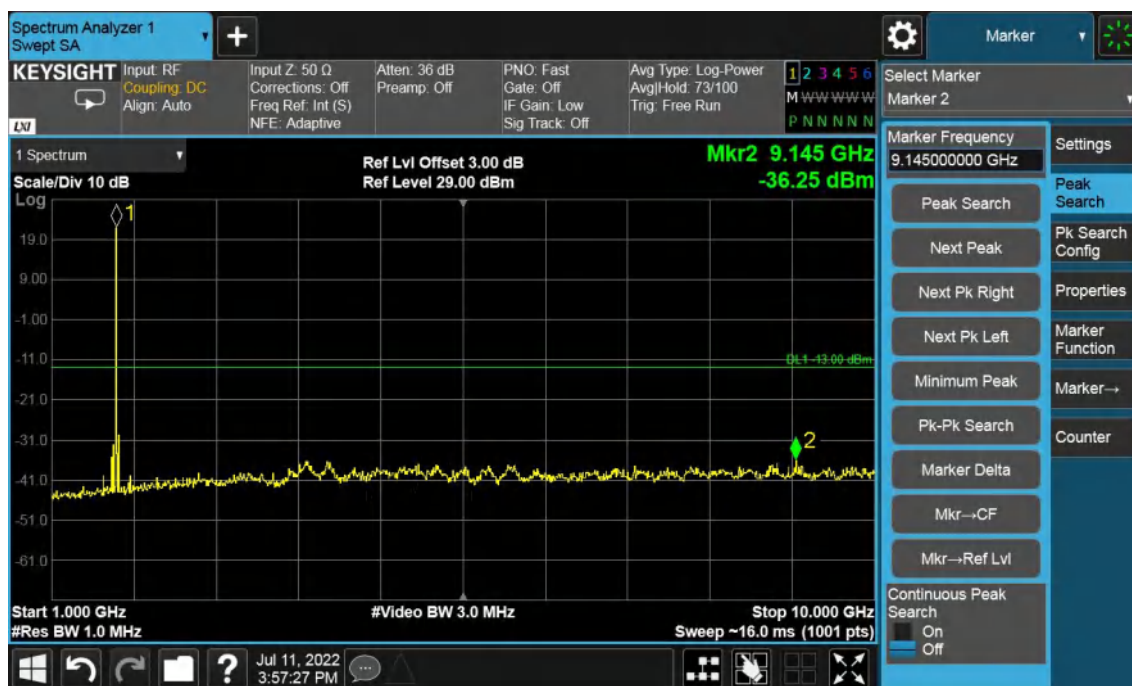 Spectrum Analyzer 1
Swept SA
Marker
KEYSIGHT
LXI
Input: RF
Coupling: DC
Align: Auto
Input Z: 50 Ω
Corrections: Off
Freq Ref: Int (S)
NFE: Adaptive
Atten: 36 dB
Preamp: Off
PNO: Fast
Gate: Off
IF Gain: Low
Sig Track: Off
Avg Type: Log-Power
Avg|Hold: 73/100
Trig: Free Run
1 2 3 4 5 6
M W W W W W
P N N N N N
Select Marker
Marker 2
1 Spectrum
Scale/Div 10 dB
Log
Ref Lvl Offset 3.00 dB
Ref Level 29.00 dBm
Mkr2 9.145 GHz
-36.25 dBm
1
19.0
9.00
-1.00
-11.0
DL1 -13.00 dBm
-21.0
-31.0
2
-41.0
-51.0
-61.0
Start 1.000 GHz
#Res BW 1.0 MHz
#Video BW 3.0 MHz
Stop 10.000 GHz
Sweep ~16.0 ms (1001 pts)
Marker Frequency
9.145000000 GHz
Peak Search
Next Peak
Next Pk Right
Next Pk Left
Minimum Peak
Pk-Pk Search
Marker Delta
Mkr→CF
Mkr→Ref Lvl
Continuous Peak
Search
On
Off
Settings
Peak
Search
Pk Search
Config
Properties
Marker
Function
Marker→
Counter
?
Jul 11, 2022
3:57:27 PM